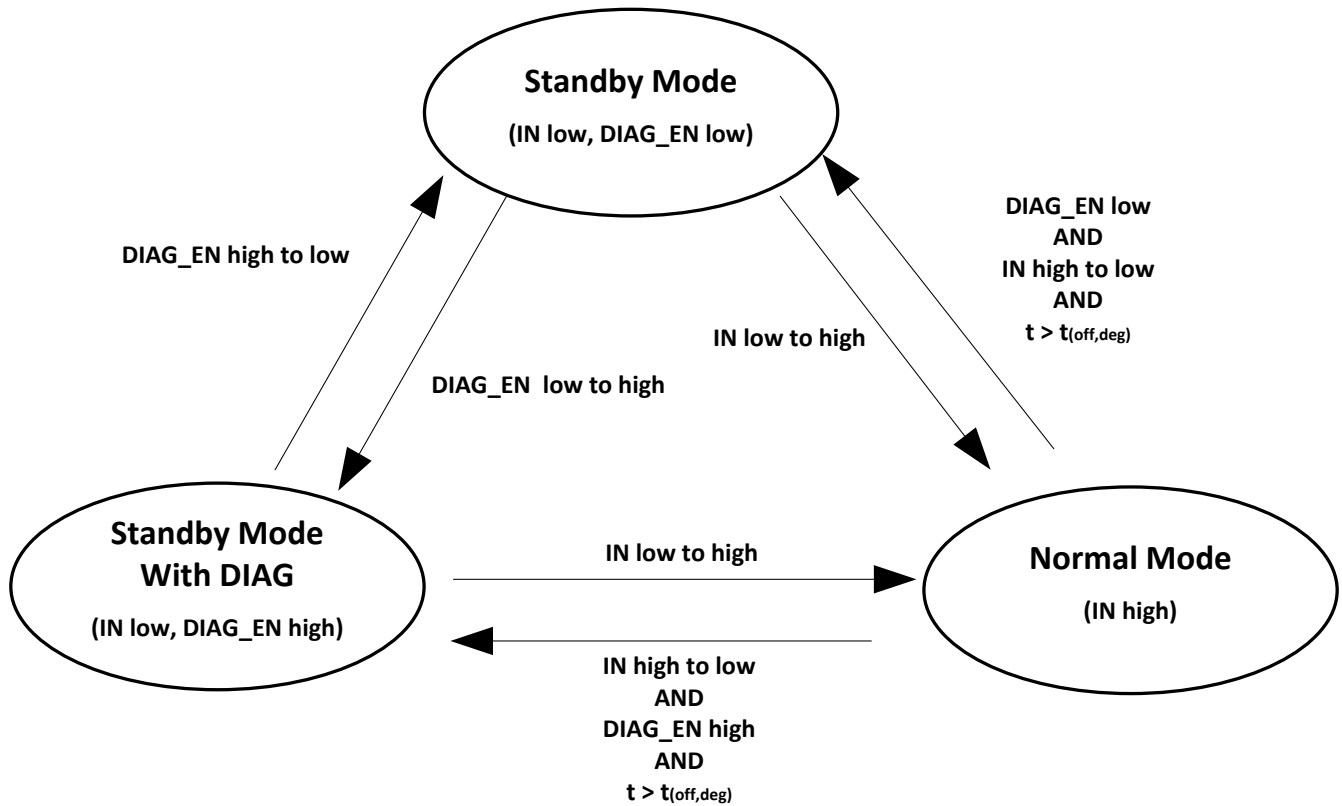 Standby Mode
(IN low, DIAG_EN low)
DIAG_EN high to low
DIAG_EN low to high
IN low to high
DIAG_EN low
AND
IN high to low
AND
t > t(off,deg)
Standby Mode
With DIAG
(IN low, DIAG_EN high)
IN low to high
IN high to low
AND
DIAG_EN high
AND
t > t(off,deg)
Normal Mode
(IN high)